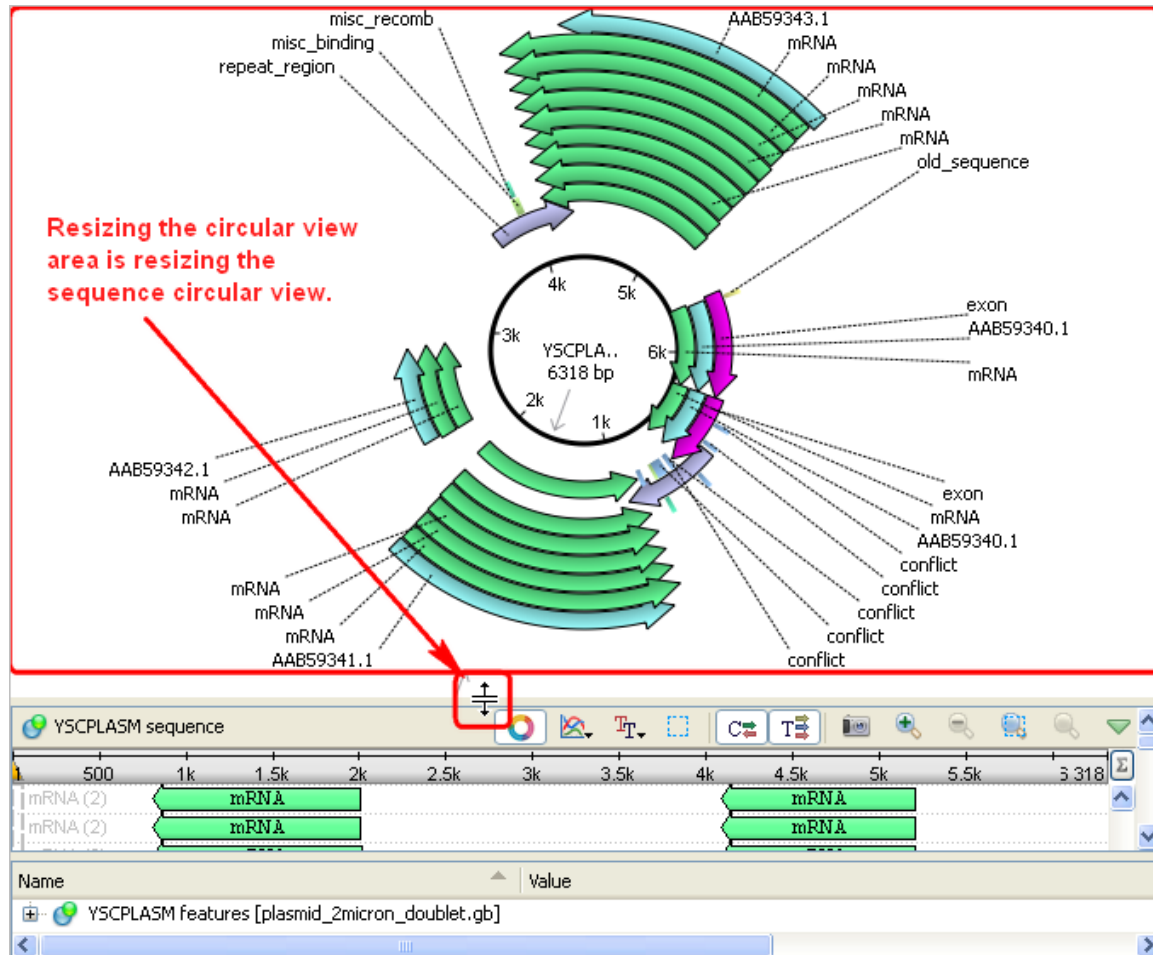 misc_recomb
misc_binding
repeat_region
AAB59343.1
mRNA
mRNA
mRNA
mRNA
mRNA
old_sequence
Resizing the circular view
area is resizing the
sequence circular view.
4k
5k
3k
6k
2k
1k
YSCPLA..
6318 bp
exon
AAB59340.1
mRNA
AAB59342.1
mRNA
mRNA
exon
mRNA
AAB59340.1
conflict
conflict
conflict
conflict
conflict
mRNA
mRNA
mRNA
AAB59341.1
YSCPLASM sequence
TT
C
T
Σ
1 500 1k 1.5k 2k 2.5k 3k 3.5k 4k 4.5k 5k 5.5k 6 318
mRNA (2) mRNA mRNA
mRNA (2) mRNA mRNA
Name Value
YSCPLASM features [plasmid_2micron_doublet.gb]